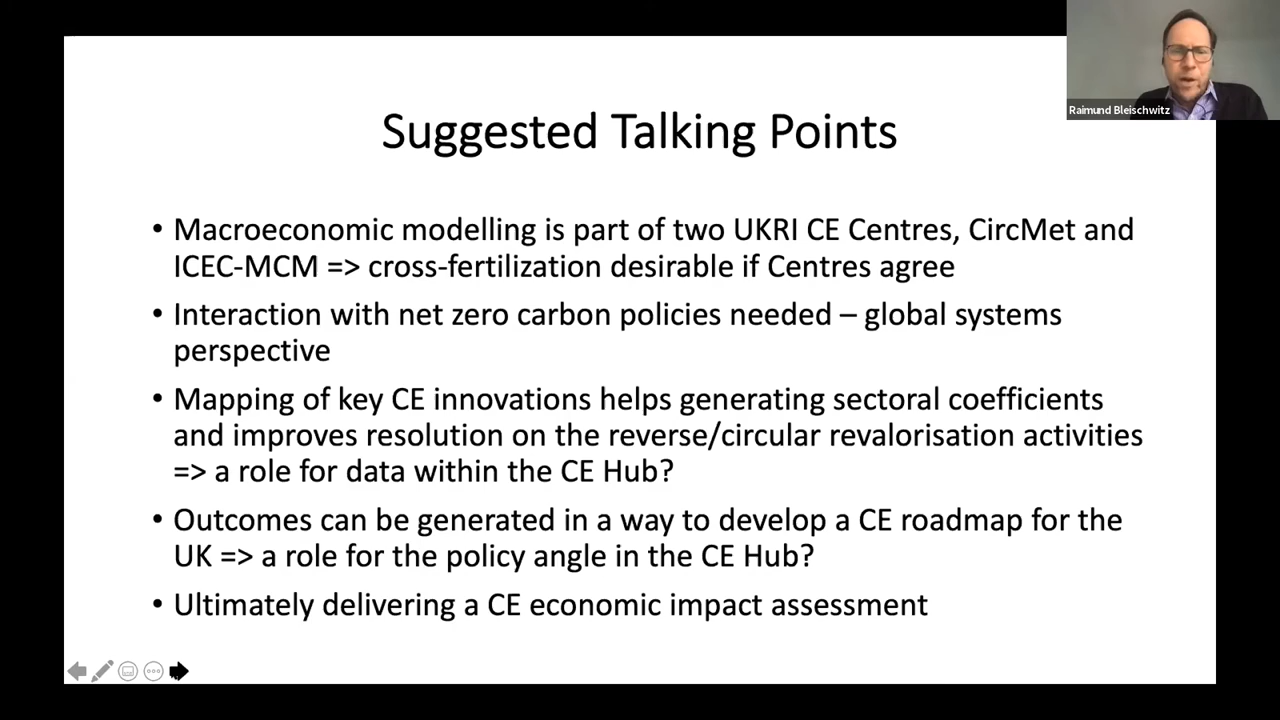 Raimund Bleischwitz
Suggested Talking Points
• Macroeconomic modelling is part of two UKRI CE Centres, CircMet and
ICEC-MCM => cross-fertilization desirable if Centres agree
• Interaction with net zero carbon policies needed – global systems
perspective
• Mapping of key CE innovations helps generating sectoral coefficients
and improves resolution on the reverse/circular revalorisation activities
=> a role for data within the CE Hub?
• Outcomes can be generated in a way to develop a CE roadmap for the
UK => a role for the policy angle in the CE Hub?
• Ultimately delivering a CE economic impact assessment